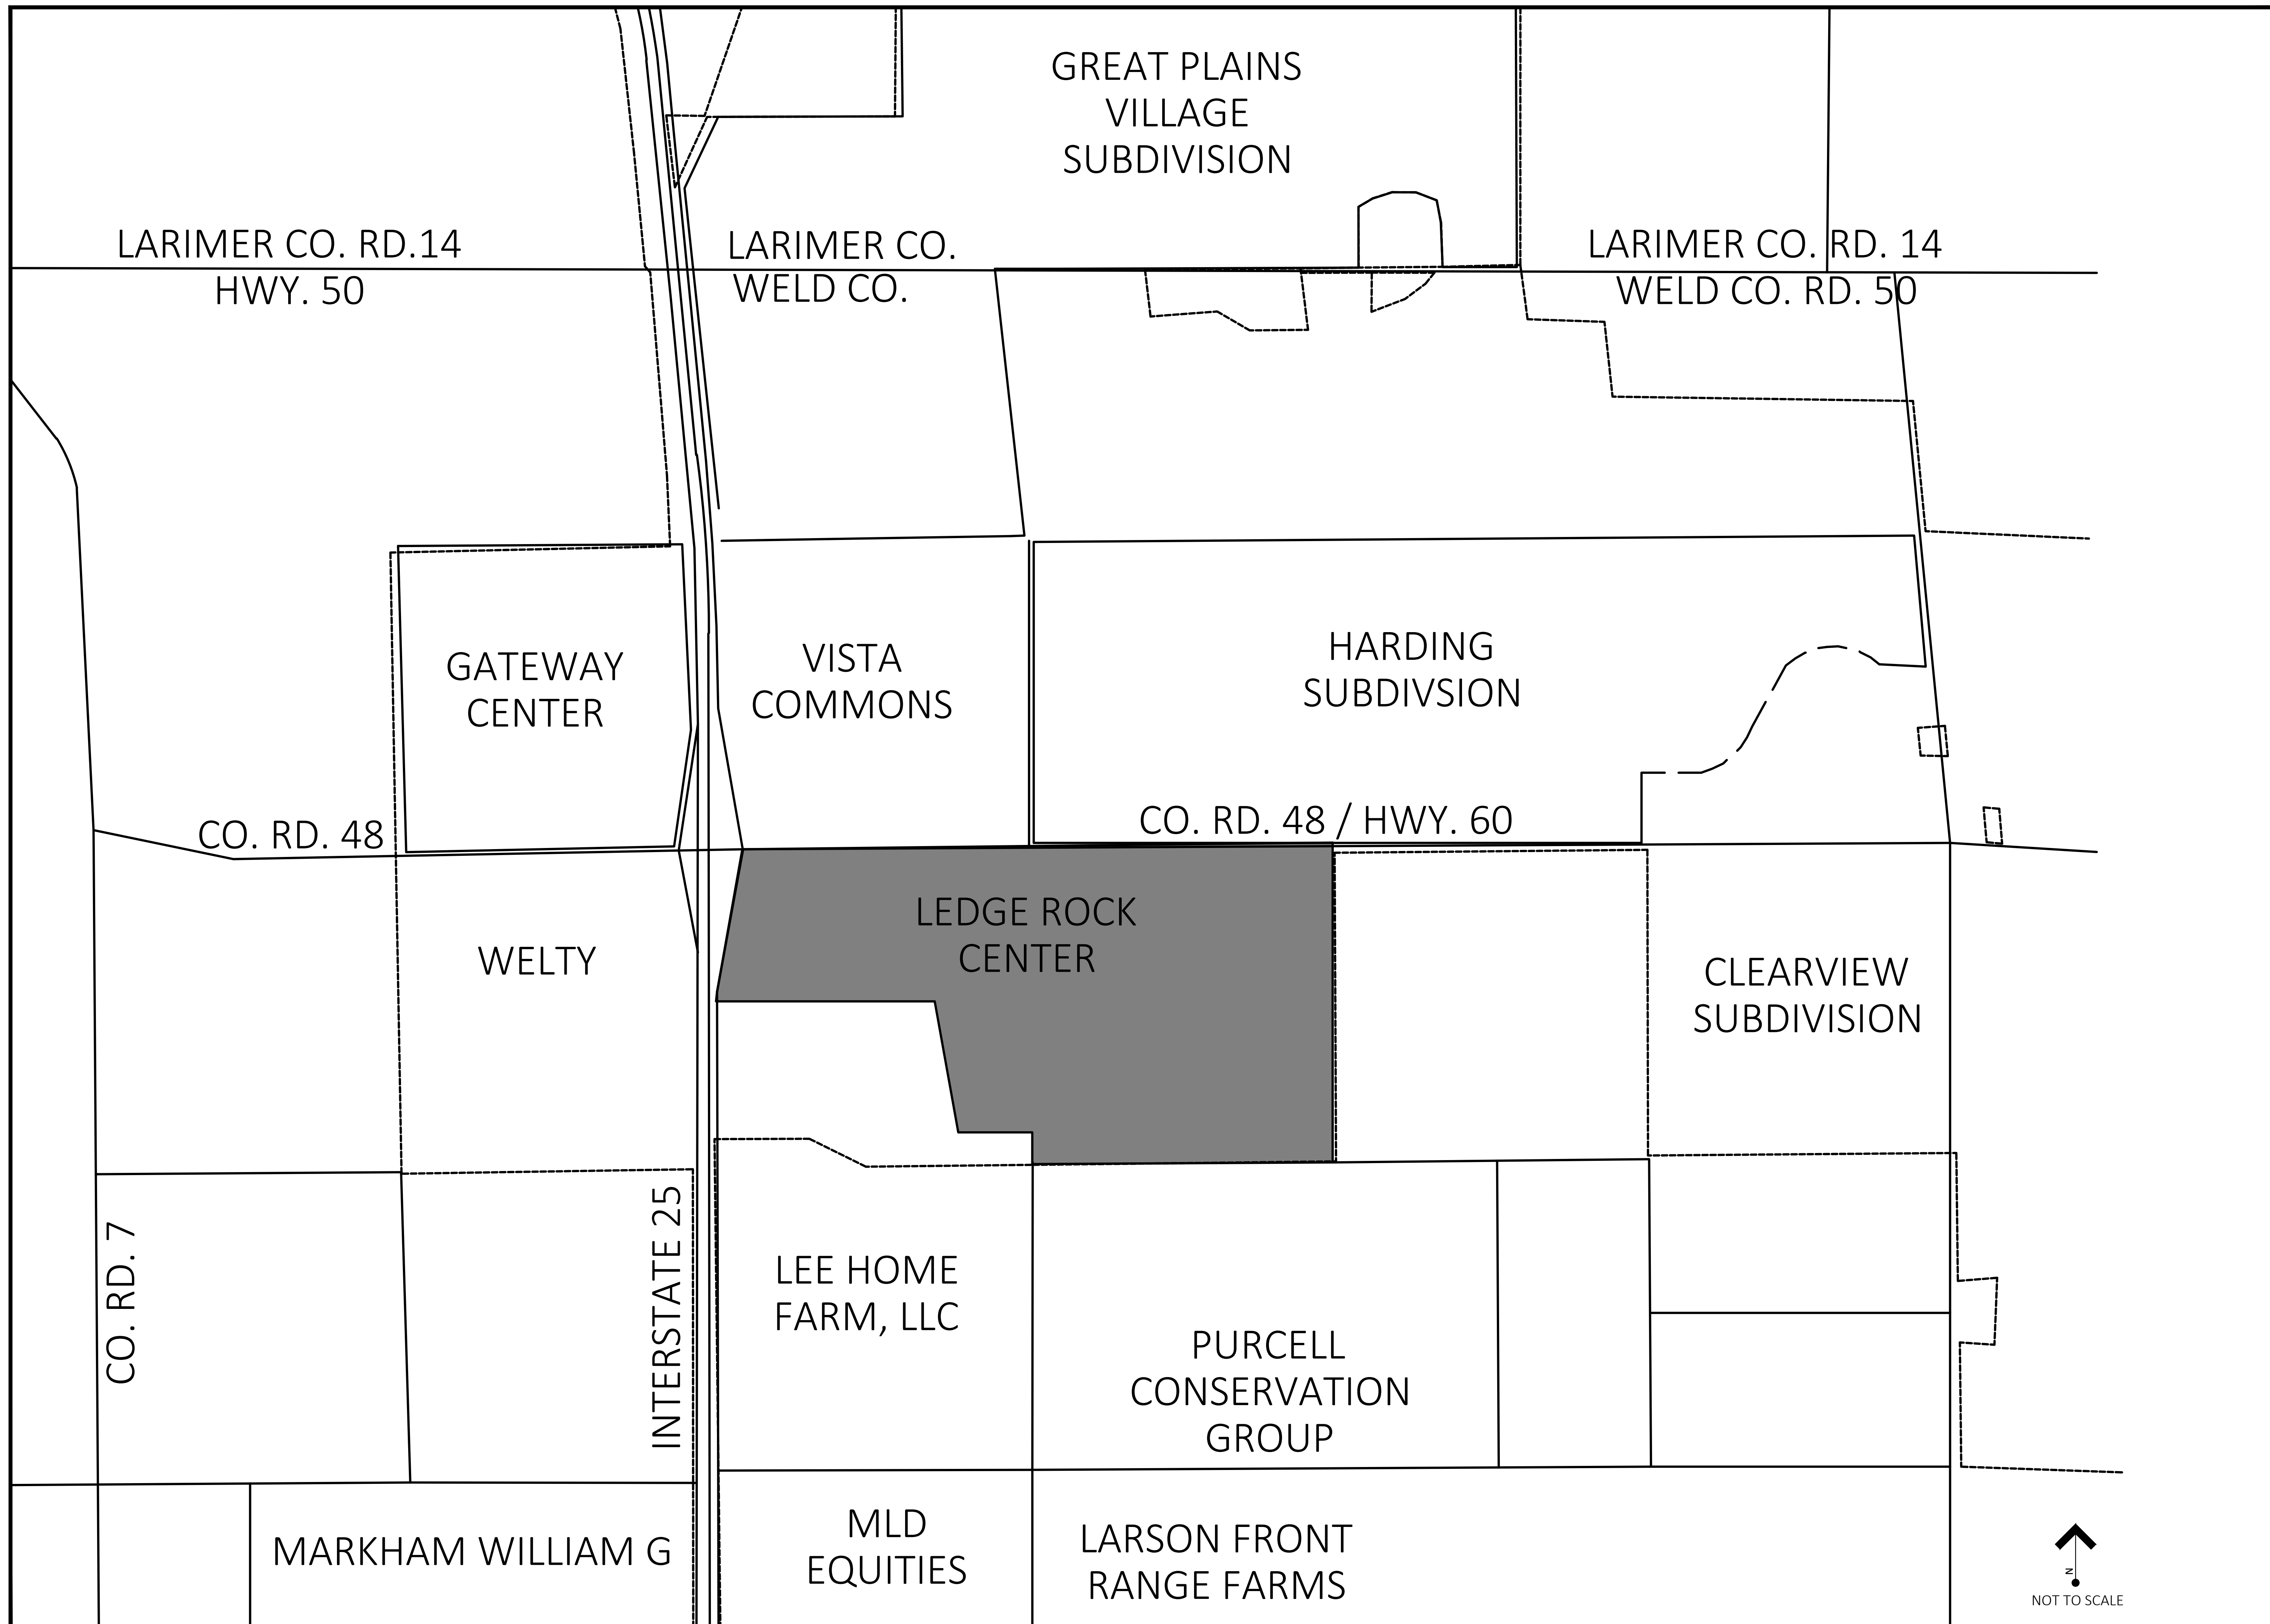 GREAT PLAINS
VILLAGE
SUBDIVISION
LARIMER CO. RD.14
HWY. 50
LARIMER CO.
WELD CO.
LARIMER CO. RD. 14
WELD CO. RD. 50
GATEWAY
CENTER
VISTA
COMMONS
HARDING
SUBDIVSION
CO. RD. 48
CO. RD. 48 / HWY. 60
LEDGE ROCK
CENTER
WELTY
CLEARVIEW
SUBDIVISION
CO. RD. 7
INTERSTATE 25
LEE HOME
FARM, LLC
PURCELL
CONSERVATION
GROUP
MARKHAM WILLIAM G
MLD
EQUITIES
LARSON FRONT
RANGE FARMS
N
NOT TO SCALE